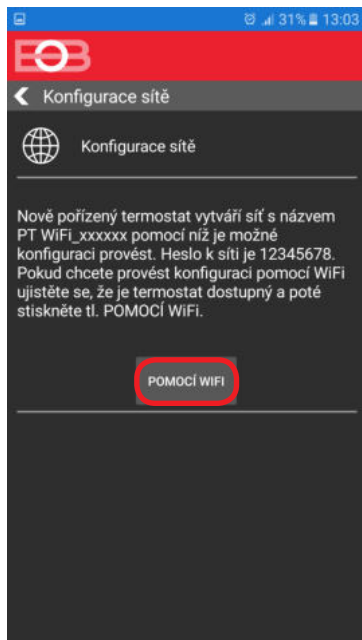 31% 13:03
EOB
Konfigurace sítě
Konfigurace sítě
Nově pořízený termostat vytváří síť s názvem
PT WiFi_xxxxxx pomocí níž je možné
konfiguraci provést. Heslo k síti je 12345678.
Pokud chcete provést konfiguraci pomocí WiFi
ujistěte se, že je termostat dostupný a poté
stiskněte tl. POMOCÍ WiFi.
POMOCÍ WIFI